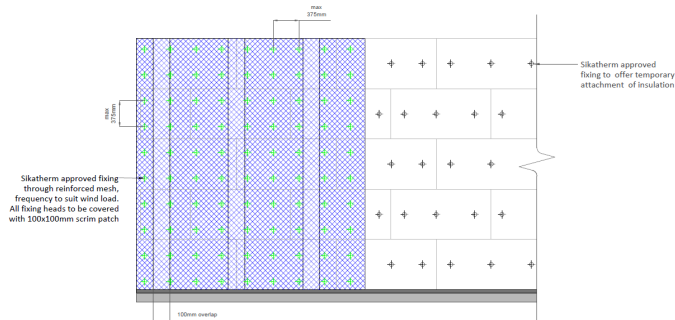 max
375mm
Sikatherm approved
fixing to offer temporary
attachment of insulation
max
375mm
Sikatherm approved fixing
through reinforced mesh,
frequency to suit wind load.
All fixing heads to be covered
with 100x100mm scrim patch
100mm overlap